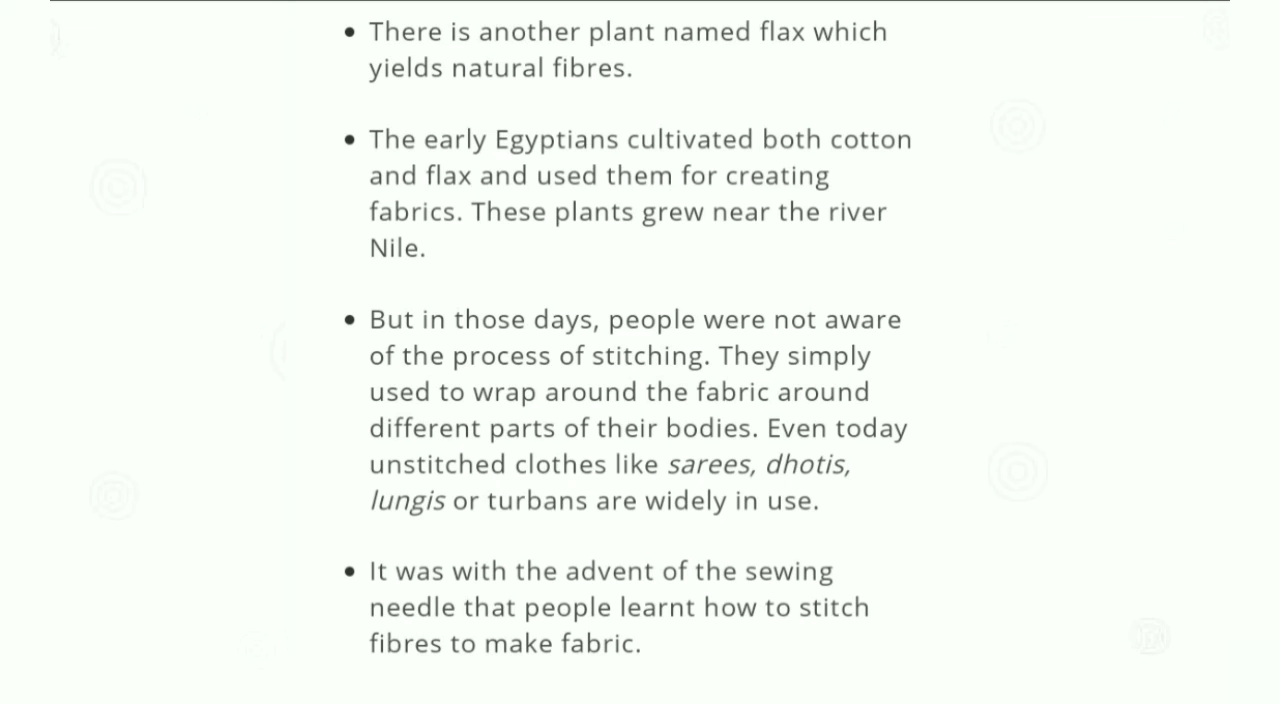 • There is another plant named flax which
yields natural fibres.
• The early Egyptians cultivated both cotton
and flax and used them for creating
fabrics. These plants grew near the river
Nile.
• But in those days, people were not aware
of the process of stitching. They simply
used to wrap around the fabric around
different parts of their bodies. Even today
unstitched clothes like sarees, dhotis,
lungis or turbans are widely in use.
• It was with the advent of the sewing
needle that people learnt how to stitch
fibres to make fabric.